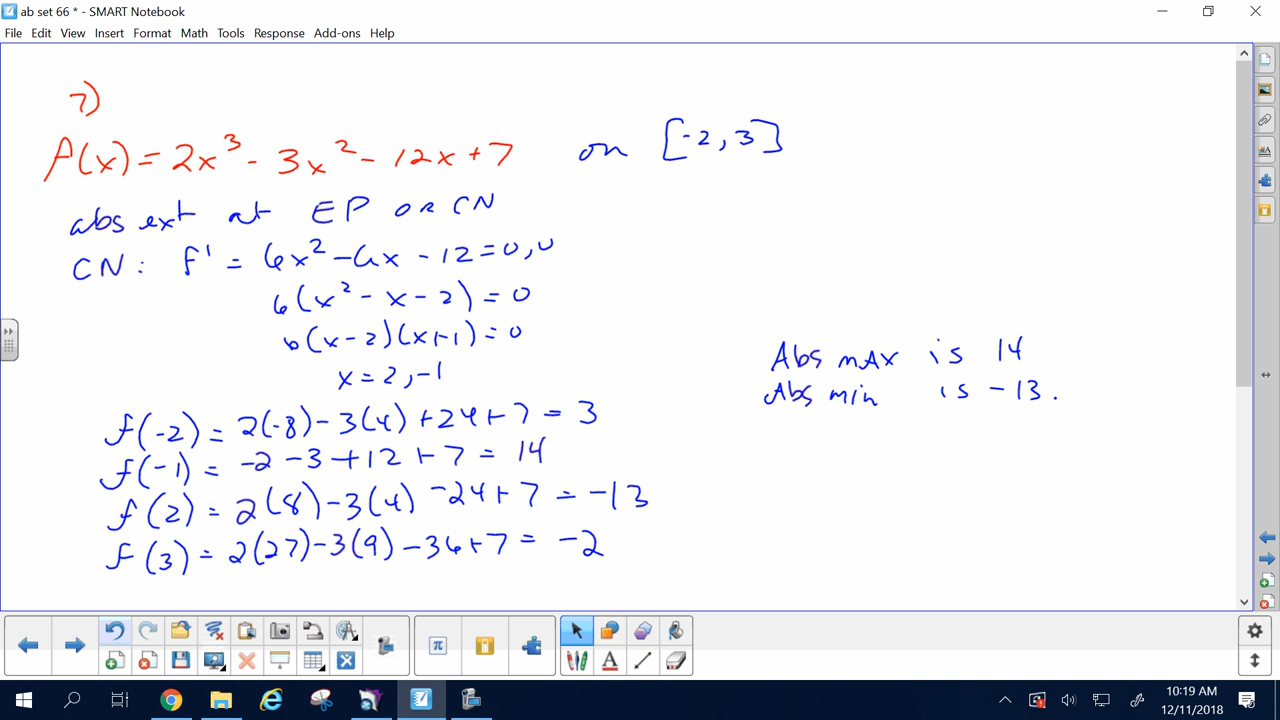 ab set 66 * - SMART Notebook
File Edit View Insert Format Math Tools Response Add-ons Help
7)
f(x) = 2x³ - 3x² - 12x + 7 on [-2, 3]
abs ext at EP or CN
CN: f' = 6x² - 6x - 12 = 0, 0
6(x² - x - 2) = 0
6(x-2)(x+1) = 0
x = 2, -1
f(-2) = 2(-8) - 3(4) + 24 + 7 = 3
f(-1) = -2 - 3 + 12 + 7 = 14
f(2) = 2(8) - 3(4) - 24 + 7 = -13
f(3) = 2(27) - 3(9) - 36 + 7 = -2
Abs max is 14
Abs min is -13.
10:19 AM
12/11/2018